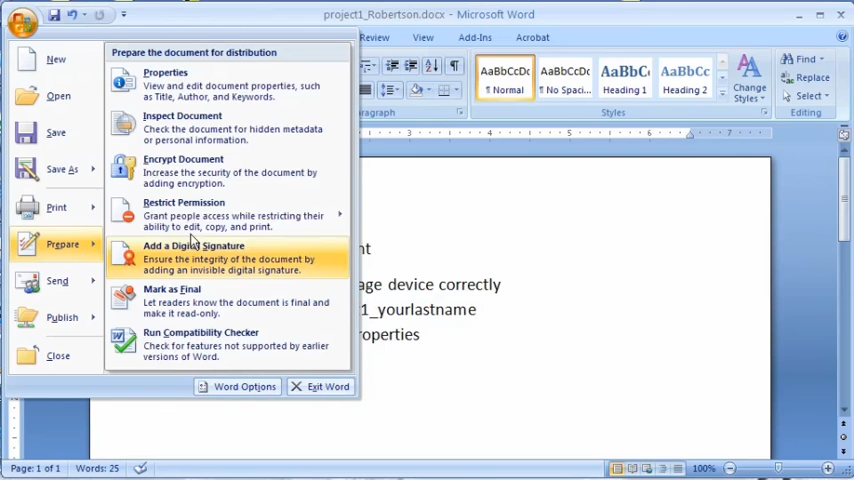 project1_Robertson.docx - Microsoft Word
Review View Add-Ins Acrobat
New
Open
Save
Save As
Print
Prepare
Send
Publish
Close
Prepare the document for distribution
Properties
View and edit document properties, such
as Title, Author, and Keywords.
Inspect Document
Check the document for hidden metadata
or personal information.
Encrypt Document
Increase the security of the document by
adding encryption.
Restrict Permission
Grant people access while restricting their
ability to edit, copy, and print.
Add a Digital Signature
Ensure the integrity of the document by
adding an invisible digital signature.
Mark as Final
Let readers know the document is final and
make it read-only.
Run Compatibility Checker
Check for features not supported by earlier
versions of Word.
Word Options Exit Word
AaBbCcDc AaBbCcDc AaBbCc AaBbCc
¶ Normal ¶ No Spaci... Heading 1 Heading 2
Change
Styles
Find
Replace
Select
Styles Editing
3 4 5 6 7
age device correctly
1_yourlastname
roperties
Page: 1 of 1 Words: 25 100%